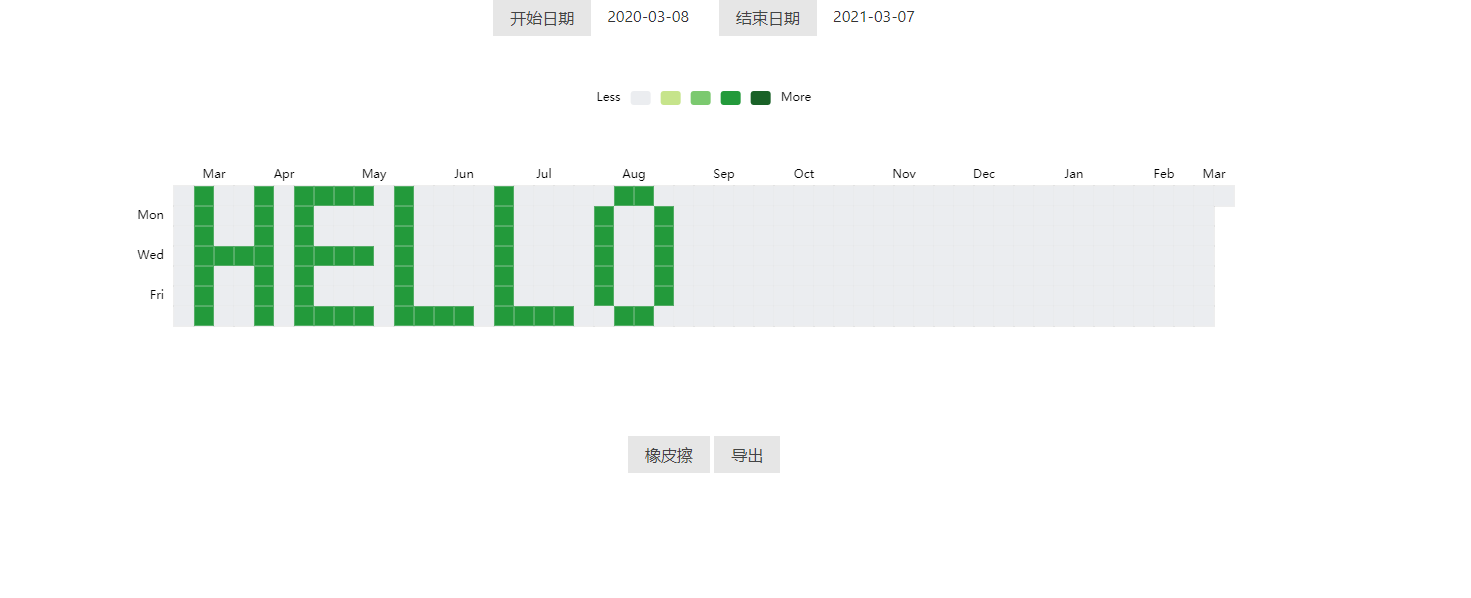 开始日期 2020-03-08 结束日期 2021-03-07
Less More
Mar Apr May Jun Jul Aug Sep Oct Nov Dec Jan Feb Mar
Mon
Wed
Fri
HELLO
橡皮擦 导出